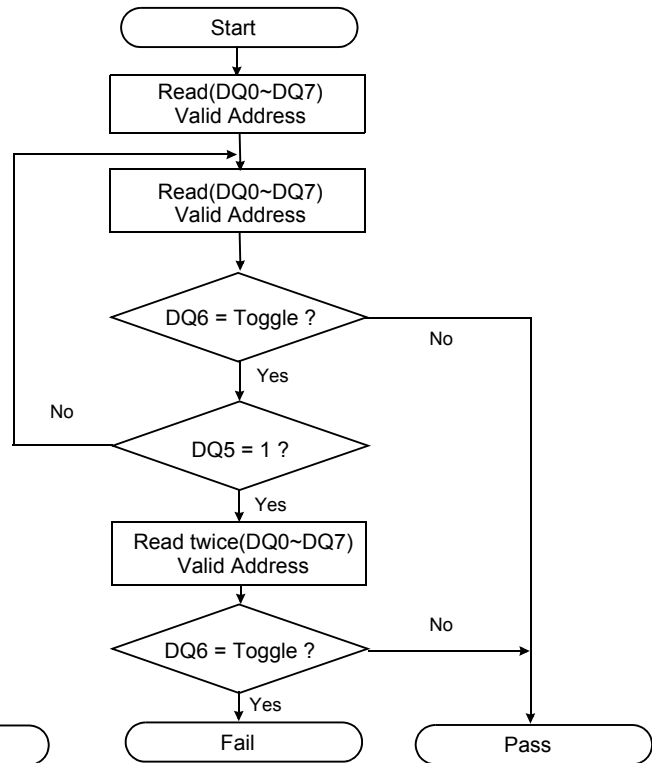 Start
Read(DQ0~DQ7)
Valid Address
Read(DQ0~DQ7)
Valid Address
DQ6 = Toggle ?
No
Yes
No
DQ5 = 1 ?
Yes
Read twice(DQ0~DQ7)
Valid Address
DQ6 = Toggle ?
No
Yes
Fail
Pass